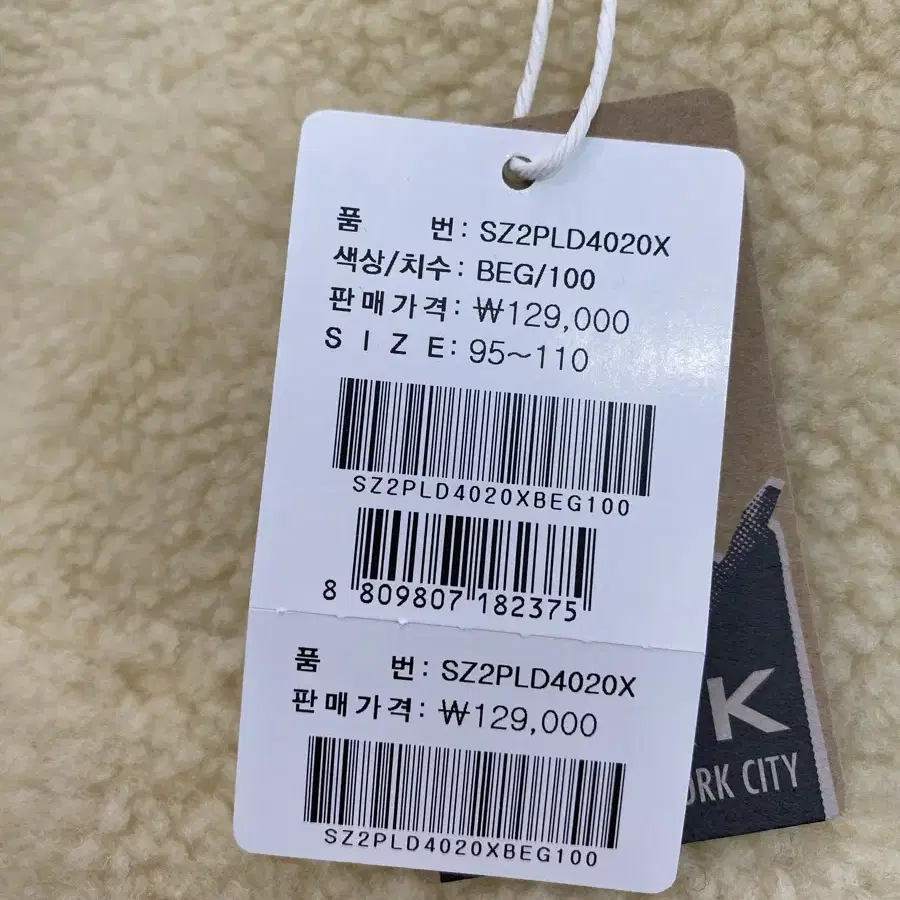 품 번: SZ2PLD4020X
색상/치수: BEG/100
판매가격: ₩129,000
SIZE: 95~110
SZ2PLD4020XBEG100
8 809807 182375
품 번: SZ2PLD4020X
판매가격: ₩129,000
SZ2PLD4020XBEG100
K
CITY